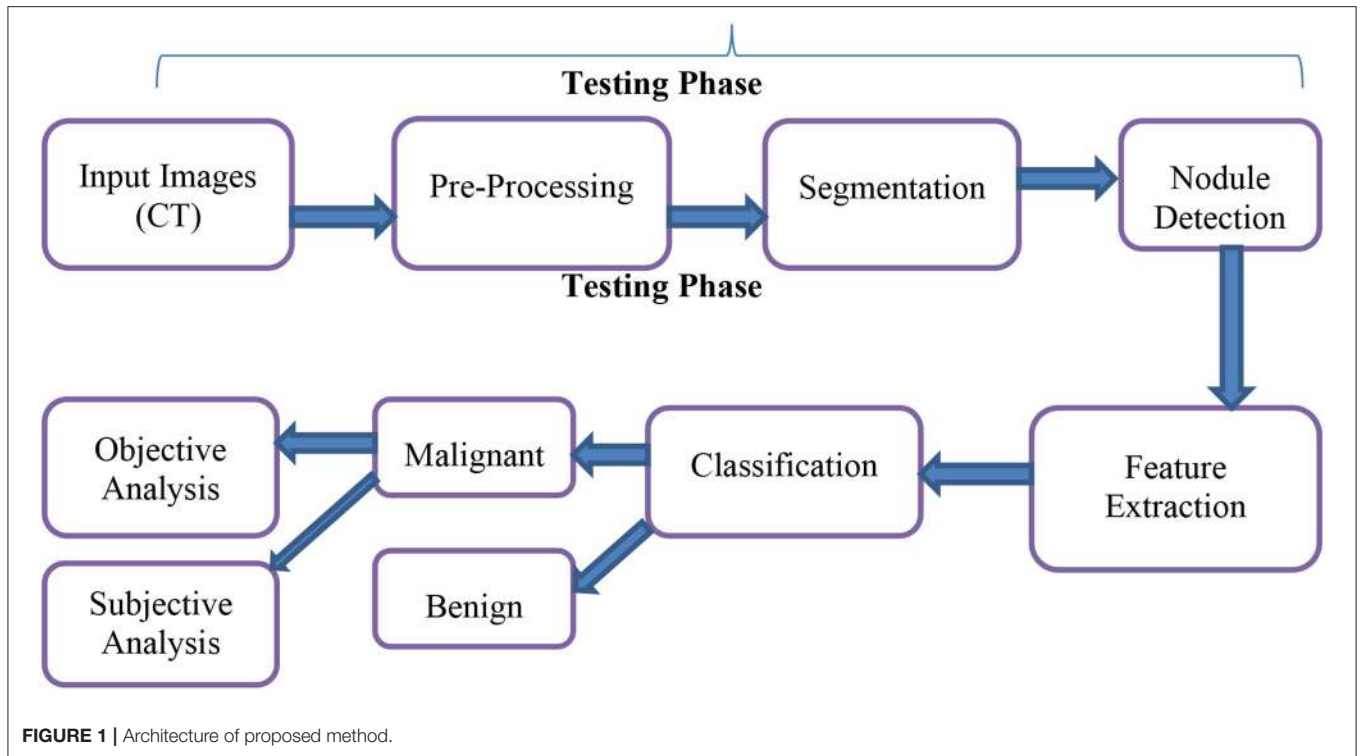 Testing Phase
Input Images
(CT)
Pre-Processing
Segmentation
Nodule
Detection
Testing Phase
Objective
Analysis
Malignant
Classification
Feature
Extraction
Subjective
Analysis
Benign
FIGURE 1 | Architecture of proposed method.